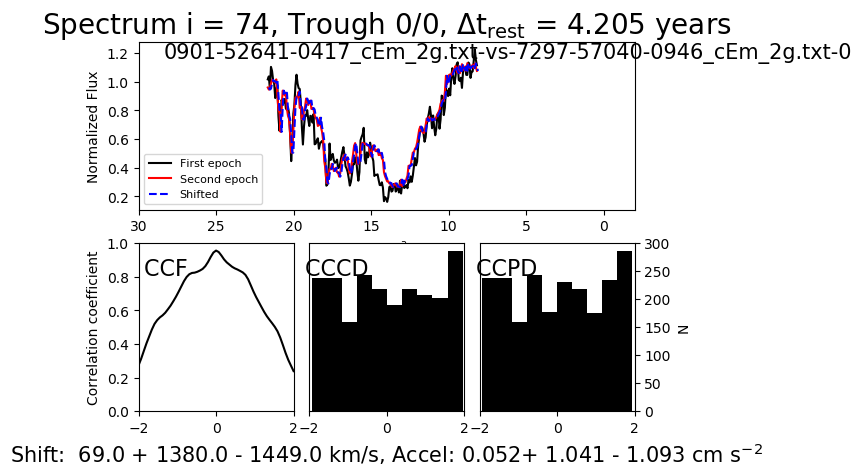 Spectrum i = 74, Trough 0/0, Δt_rest = 4.205 years
0901-52641-0417_cEm_2g.txt-vs-7297-57040-0946_cEm_2g.txt-0
Normalized Flux
1.2
1.0
0.8
0.6
0.4
0.2
First epoch
Second epoch
Shifted
30 25 20 15 10 5 0
Correlation coefficient
1.0
0.8
0.6
0.4
0.2
0.0
CCF
−2 0 2
CCCD
−2 0 2
CCPD
−2 0 2
300
250
200
150
100
50
0
N
Shift: 69.0 + 1380.0 - 1449.0 km/s, Accel: 0.052+ 1.041 - 1.093 cm s⁻²